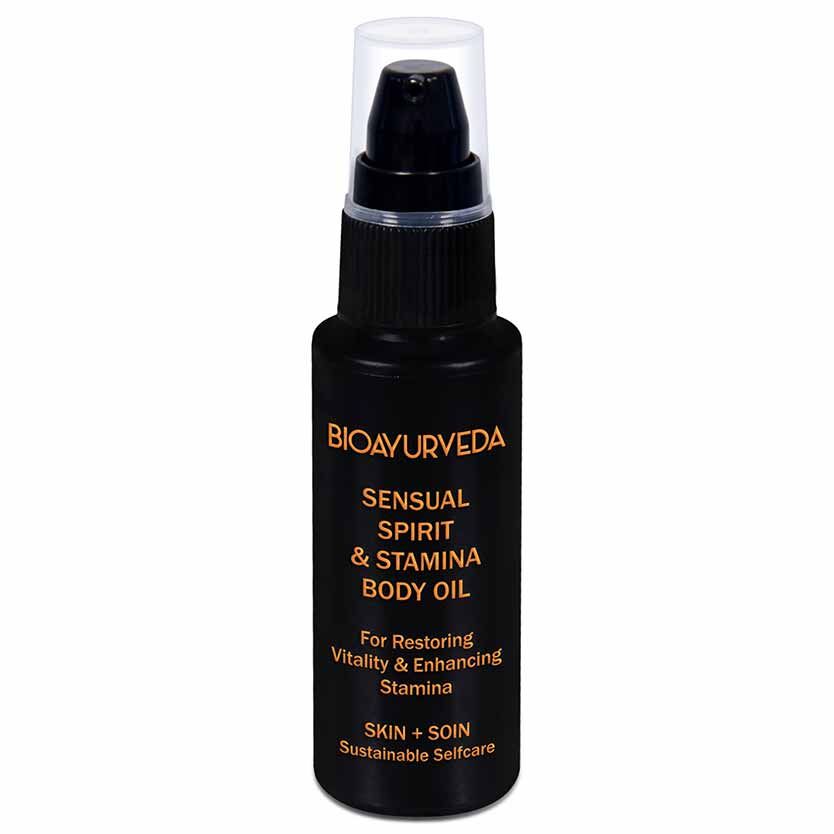 BIOAYURVEDA
SENSUAL
SPIRIT
& STAMINA
BODY OIL
For Restoring
Vitality & Enhancing
Stamina
SKIN + SOIN
Sustainable Selfcare